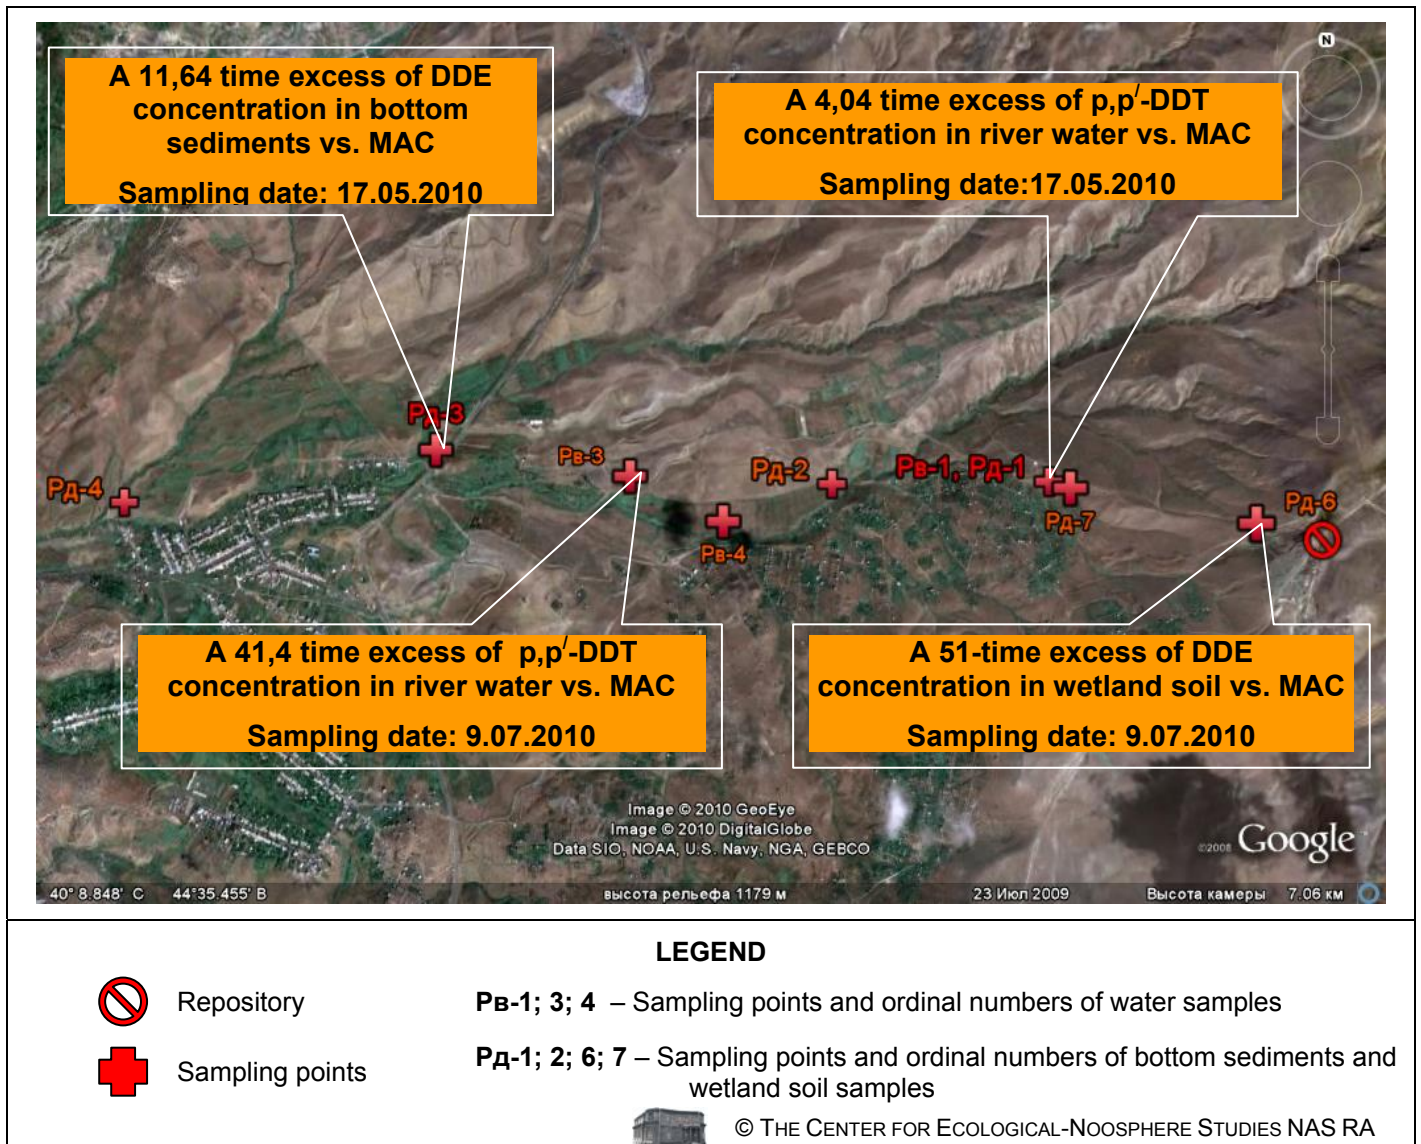 A 11,64 time excess of DDE
concentration in bottom
sediments vs. MAC
Sampling date: 17.05.2010
A 4,04 time excess of p,p/-DDT
concentration in river water vs. MAC
Sampling date:17.05.2010
N
Рд-3
Рв-3
Рд-2
Рв-1, Рд-1
Рд-4
Рд-6
Рд-7
Рв-4
A 41,4 time excess of p,p/-DDT
concentration in river water vs. MAC
Sampling date: 9.07.2010
A 51-time excess of DDE
concentration in wetland soil vs. MAC
Sampling date: 9.07.2010
Image © 2010 GeoEye
Image © 2010 DigitalGlobe
Data SIO, NOAA, U.S. Navy, NGA, GEBCO
©2008 Google
40° 8.848' С 44°35.455' В высота рельефа 1179 м 23 Июл 2009 Высота камеры 7.06 км
LEGEND
Repository
Рв-1; 3; 4 – Sampling points and ordinal numbers of water samples
Sampling points
Рд-1; 2; 6; 7 – Sampling points and ordinal numbers of bottom sediments and
wetland soil samples
© THE CENTER FOR ECOLOGICAL-NOOSPHERE STUDIES NAS RA